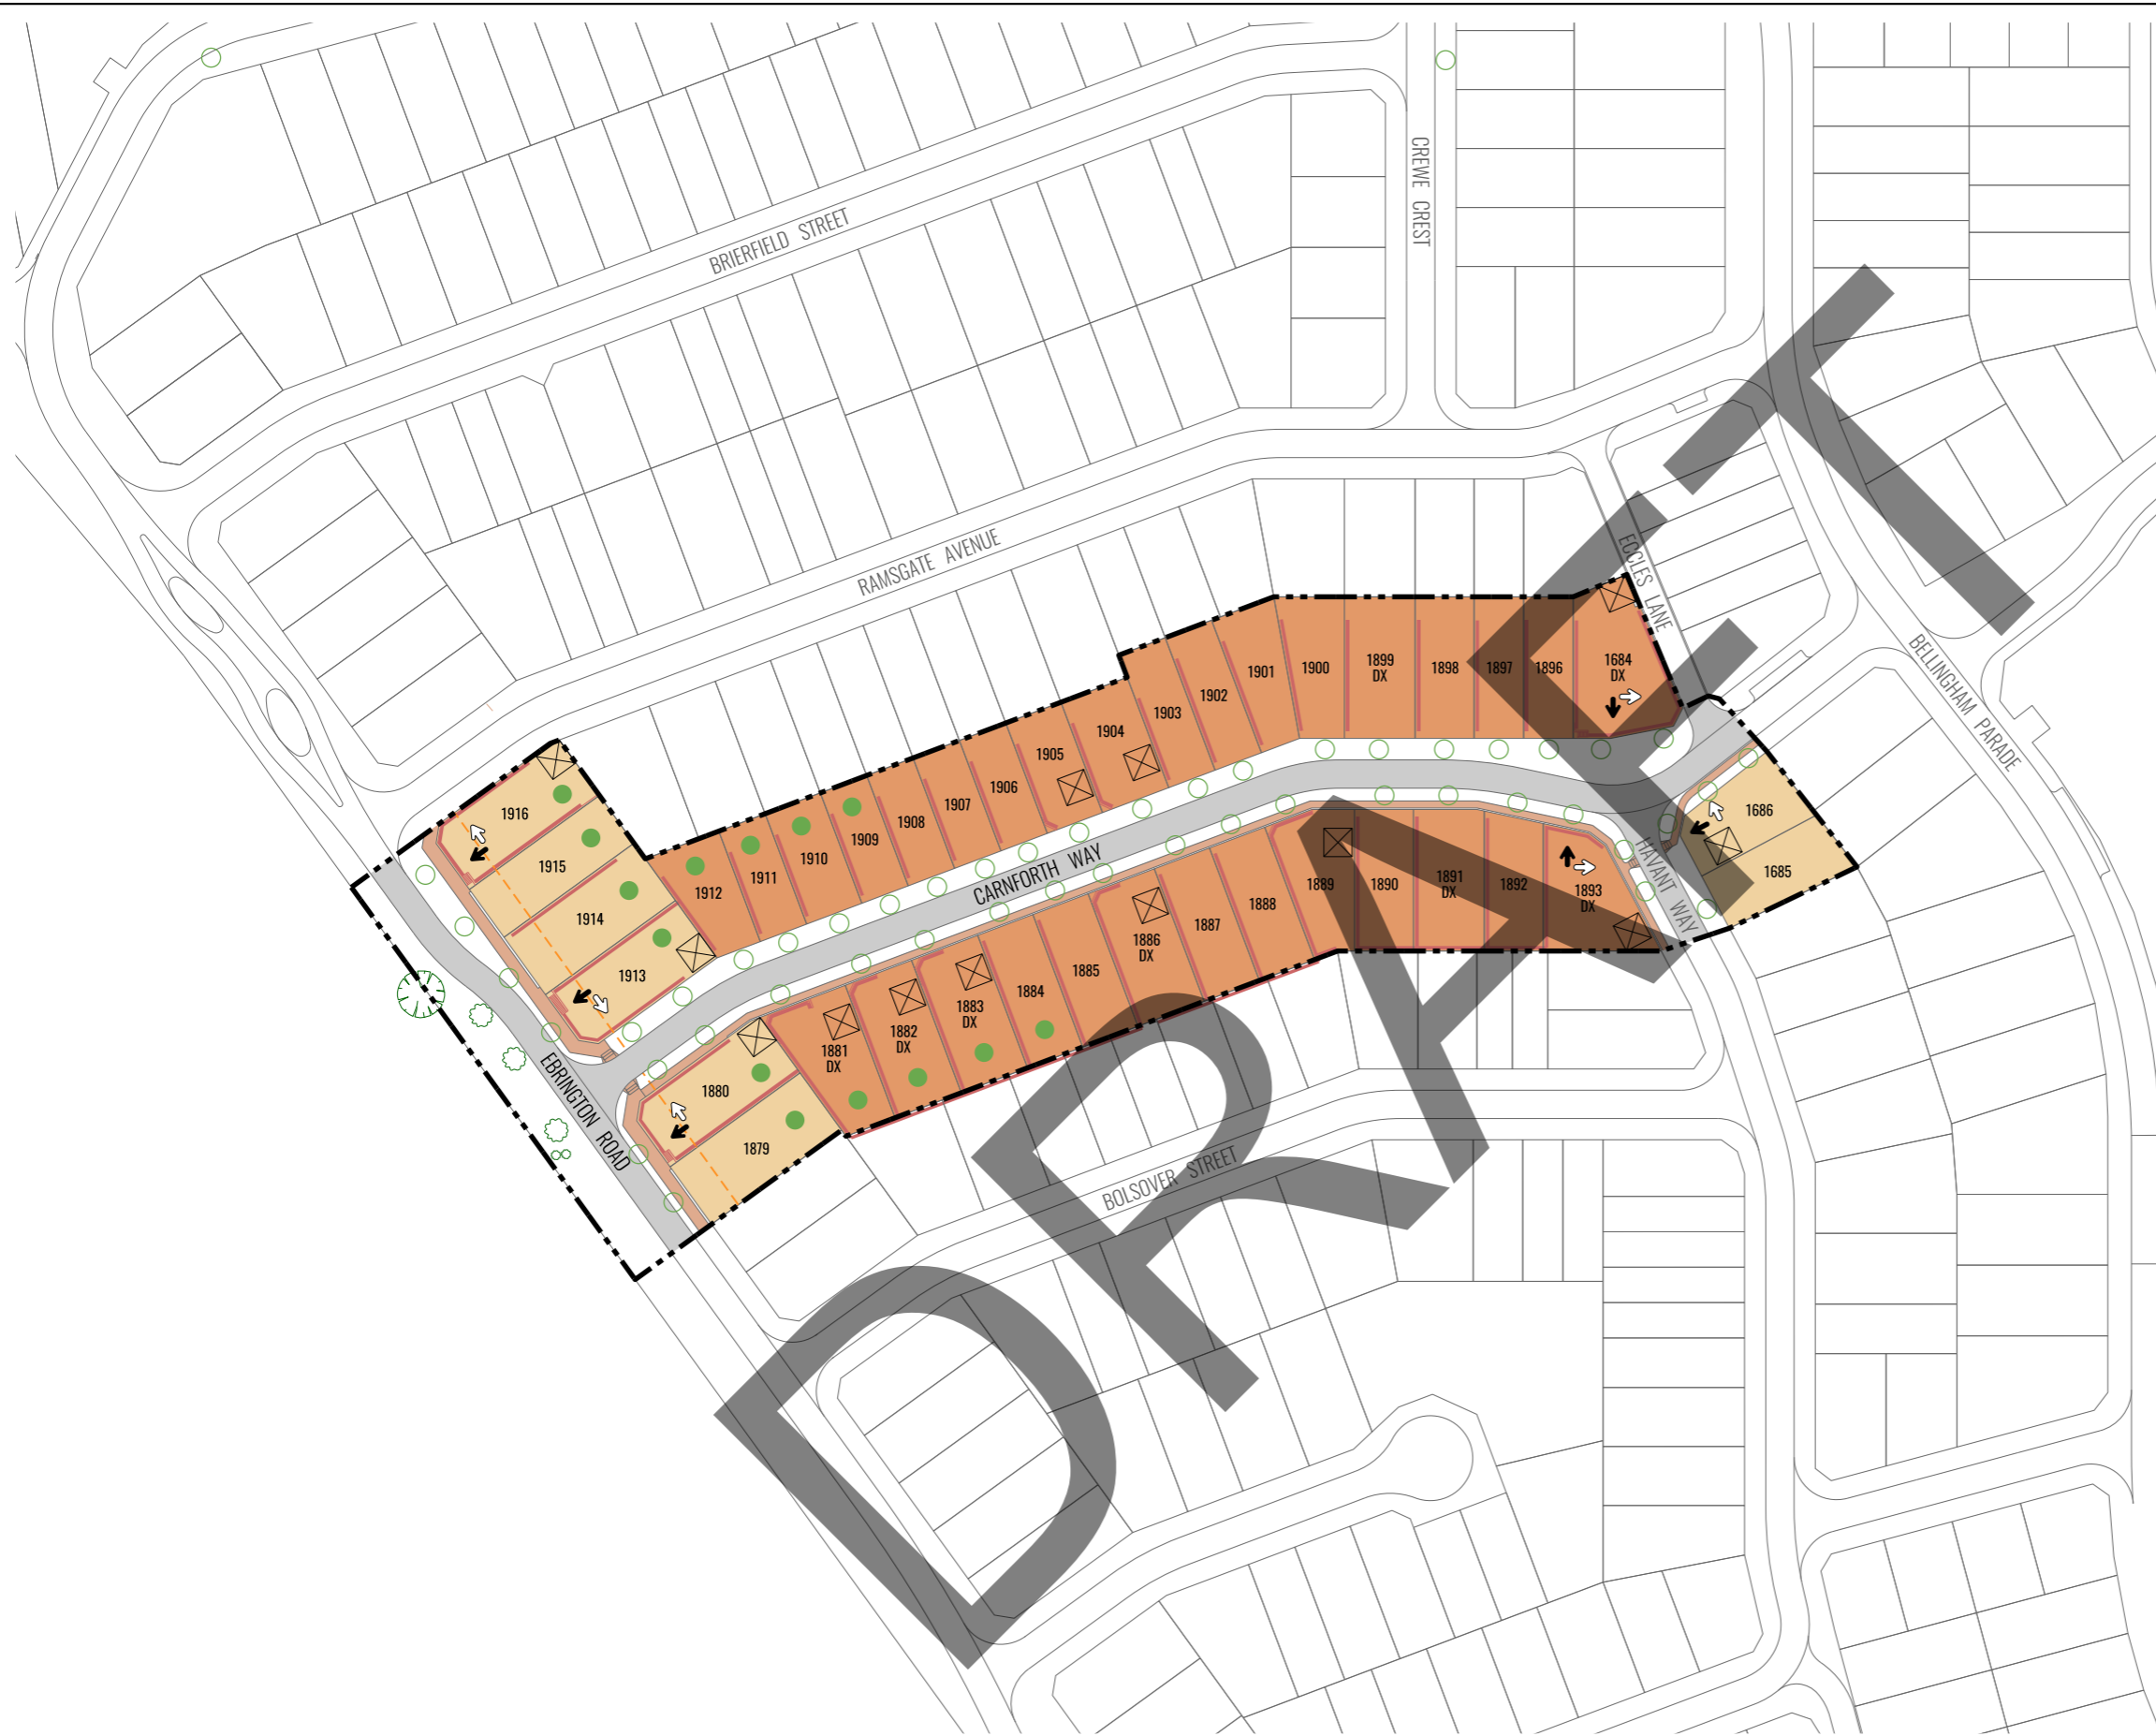 CREWE CREST
BRIERFIELD STREET
RAMSGATE AVENUE
ECCLES LANE
BELLINGHAM PARADE
1901
1900
1899
DX
1898
1897
1896
1684
DX
1902
1903
1904
1905
1906
1907
1908
1909
1910
1911
1912
1916
1915
1914
1913
CARNFORTH WAY
HAVANT WAY
1686
1685
1893
DX
1892
1891
DX
1890
1889
1888
1887
1886
DX
1885
1884
1883
DX
1882
DX
1881
DX
1880
1879
EBRINGTON ROAD
BOLSOVER STREET
DRAFT